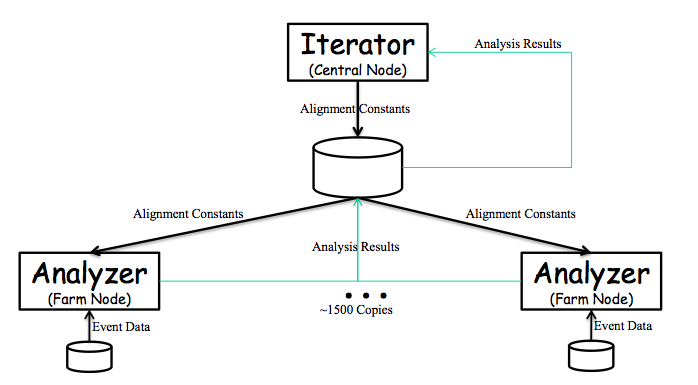 Iterator
(Central Node)
Analysis Results
Alignment Constants
Alignment Constants
Alignment Constants
Analysis Results
Analyzer
(Farm Node)
Analyzer
(Farm Node)
~1500 Copies
Event Data
Event Data